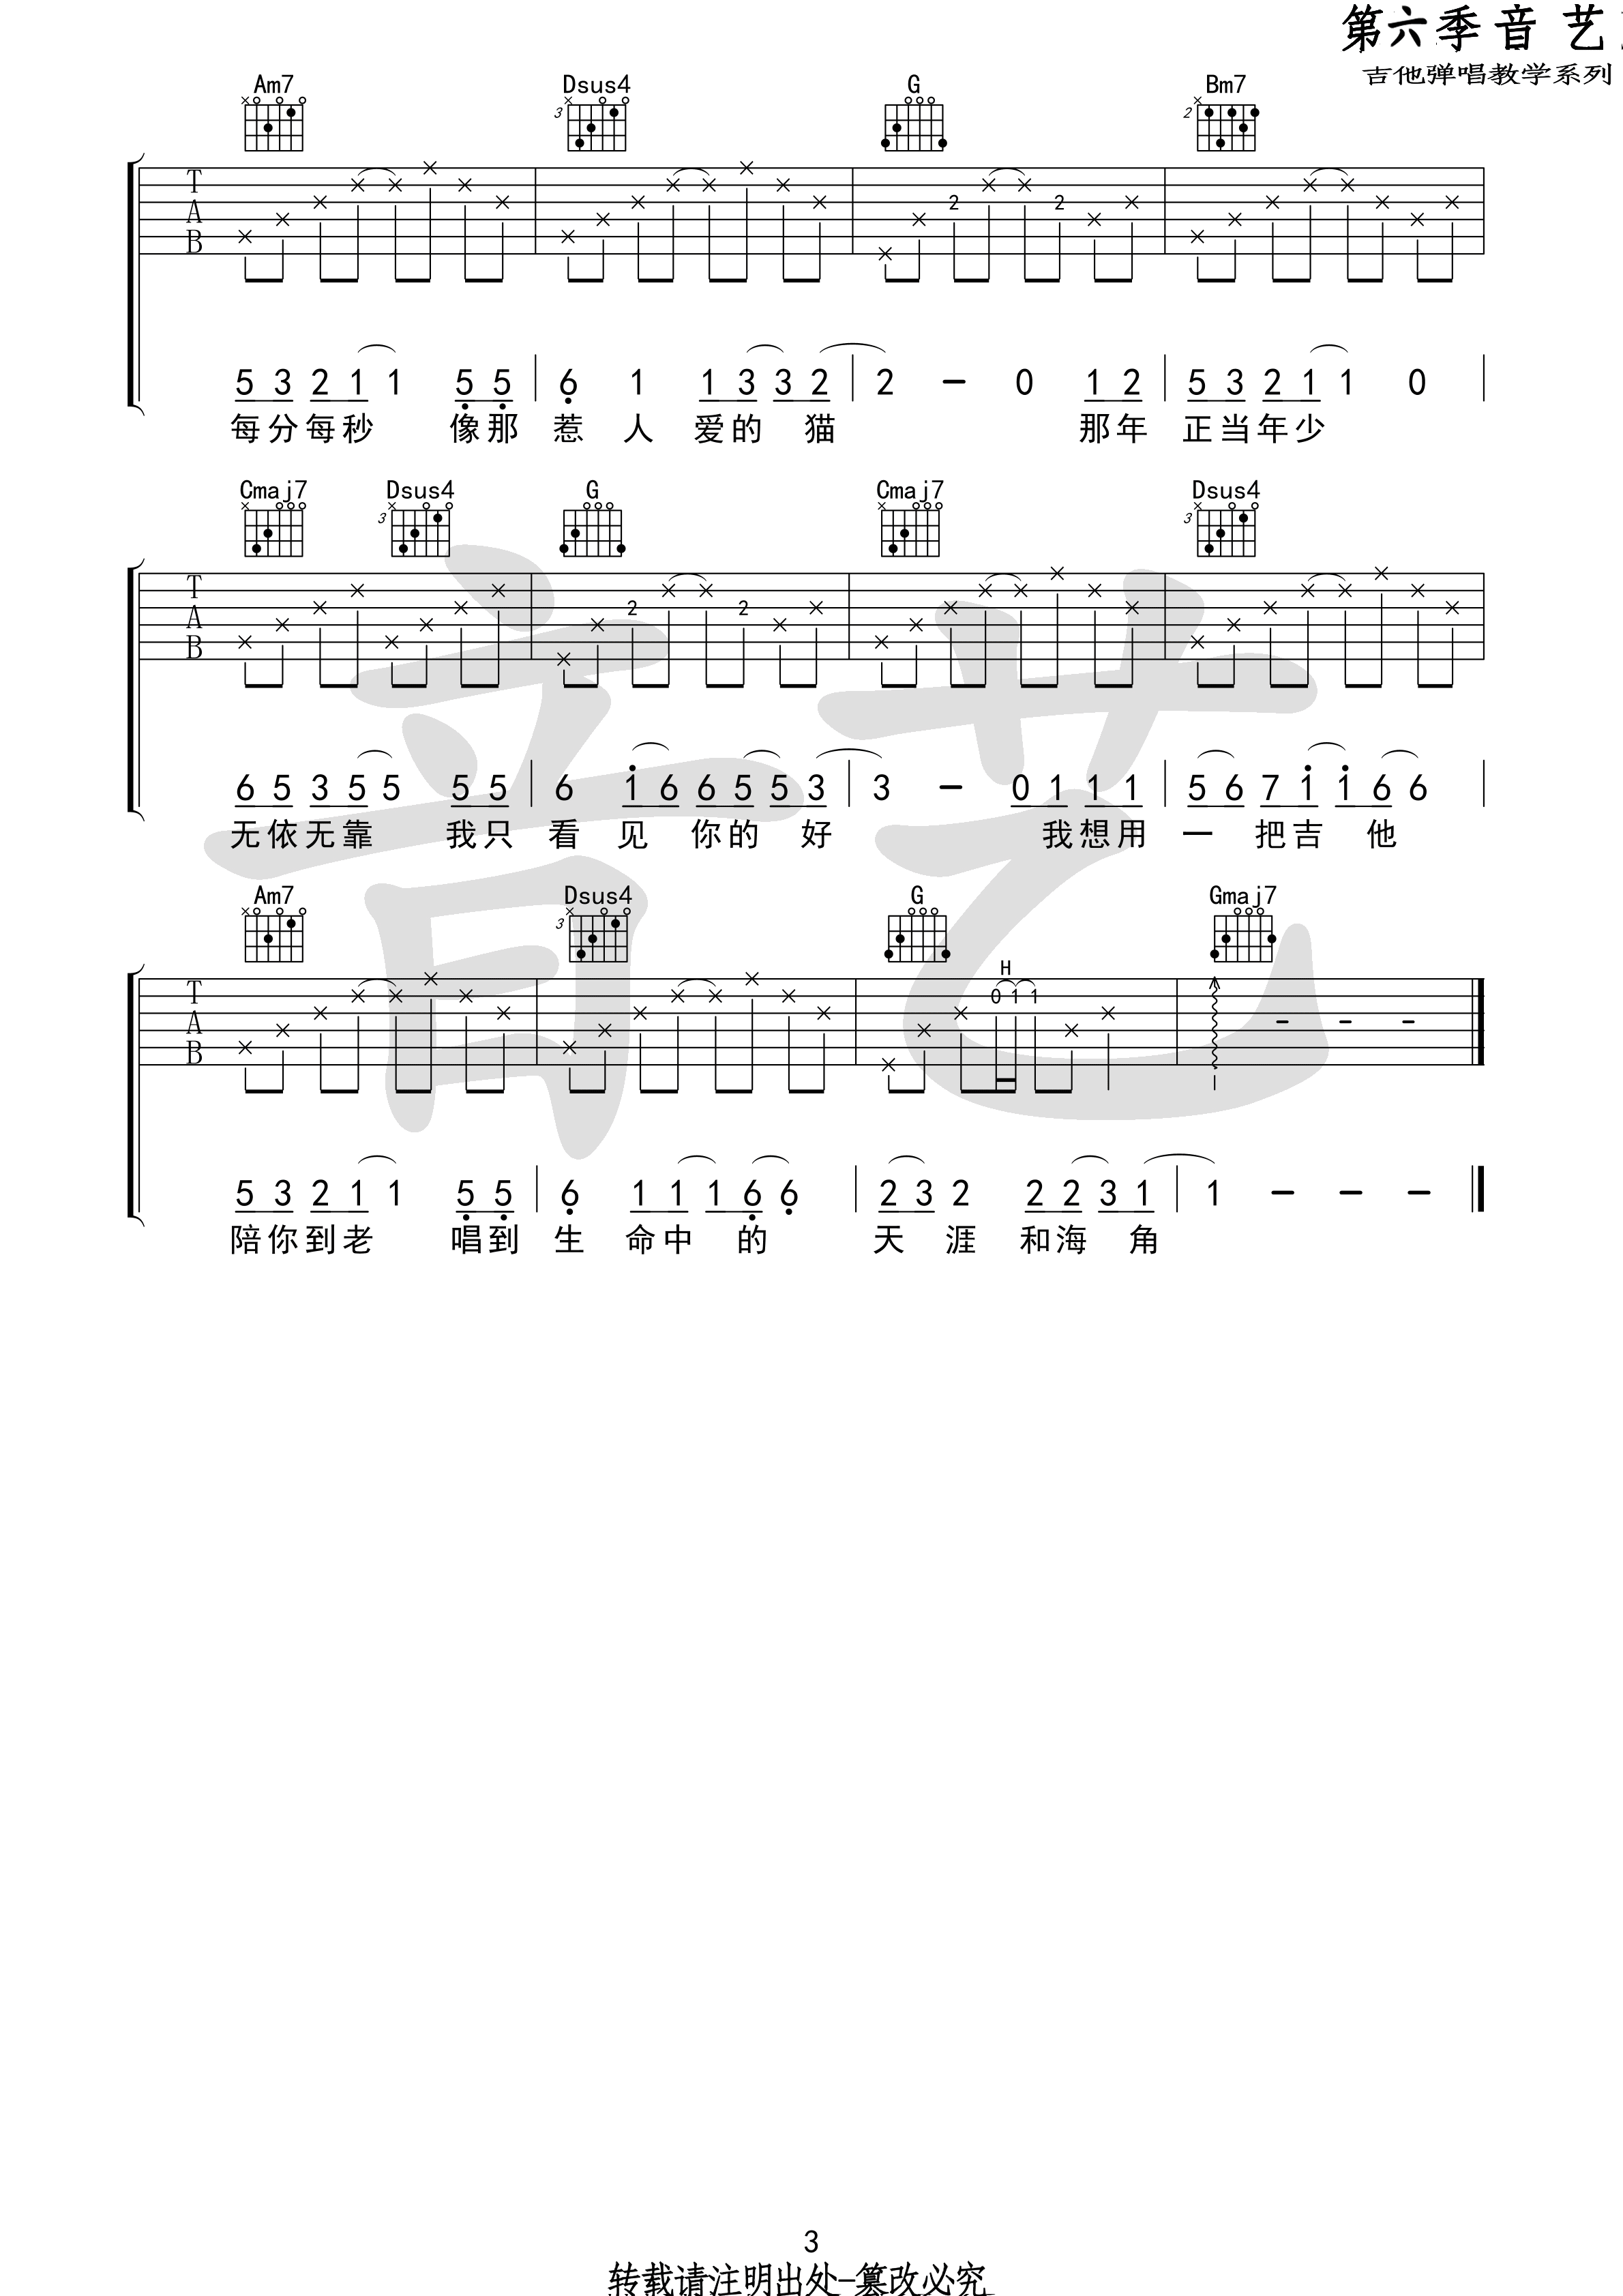 第六季音 艺
吉他弹唱教学系列
Am7 Dsus4 G Bm7
3 2
T A B
2 2
5 3 2 1 1 5 5 | 6 1 1 3 3 2 | 2 - 0 1 2 | 5 3 2 1 1 0 |
每分每秒 像那 惹 人 爱的 猫 那年 正当年少
Cmaj7 Dsus4 G Cmaj7 Dsus4
3 3
T A B
2 2
6 5 3 5 5 5 5 | 6 1 6 6 5 5 3 | 3 - 0 1 1 1 | 5 6 7 1 1 6 6 |
无依无靠 我只 看 见 你的 好 我想用 一 把吉 他
音艺
Am7 Dsus4 G Gmaj7
3
H
T A B
0 1 1
5 3 2 1 1 5 5 | 6 1 1 1 6 6 | 2 3 2 2 2 3 1 | 1 - - -
陪你到老 唱到 生 命中 的 天 涯 和海 角
3
转载请注明出处-篡改必究